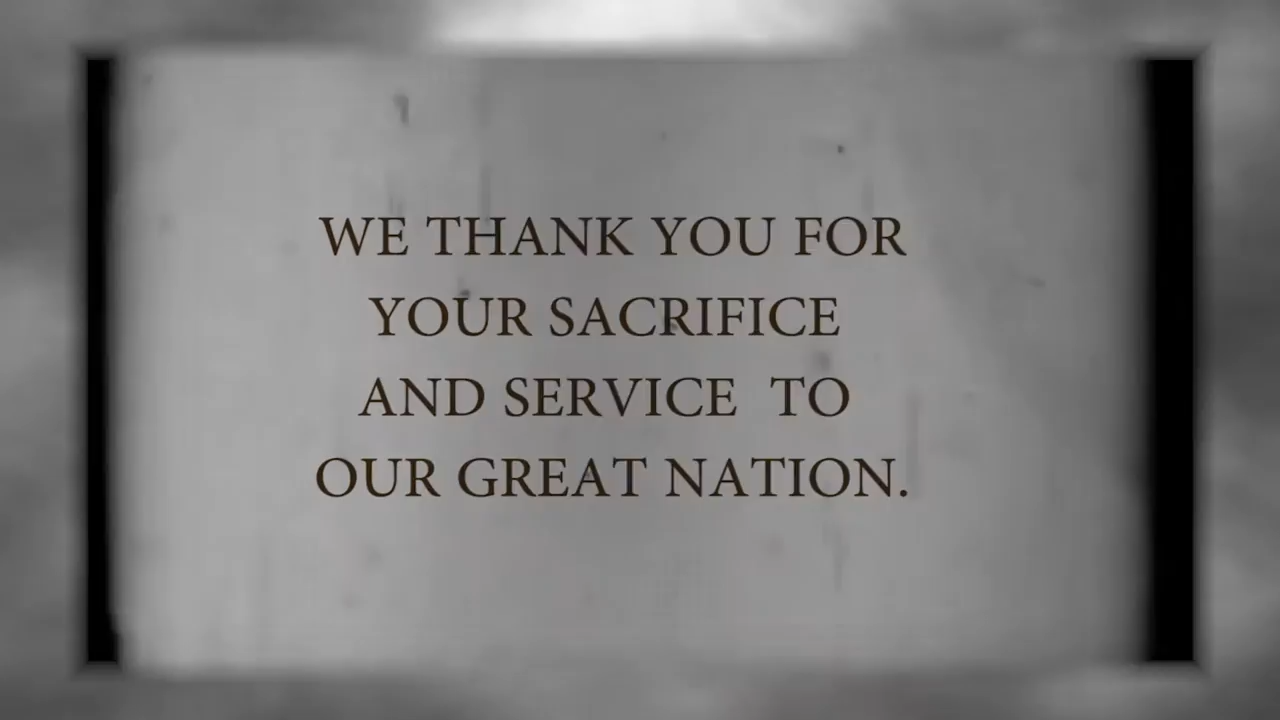 WE THANK YOU FOR
YOUR SACRIFICE
AND SERVICE  TO
OUR GREAT NATION.